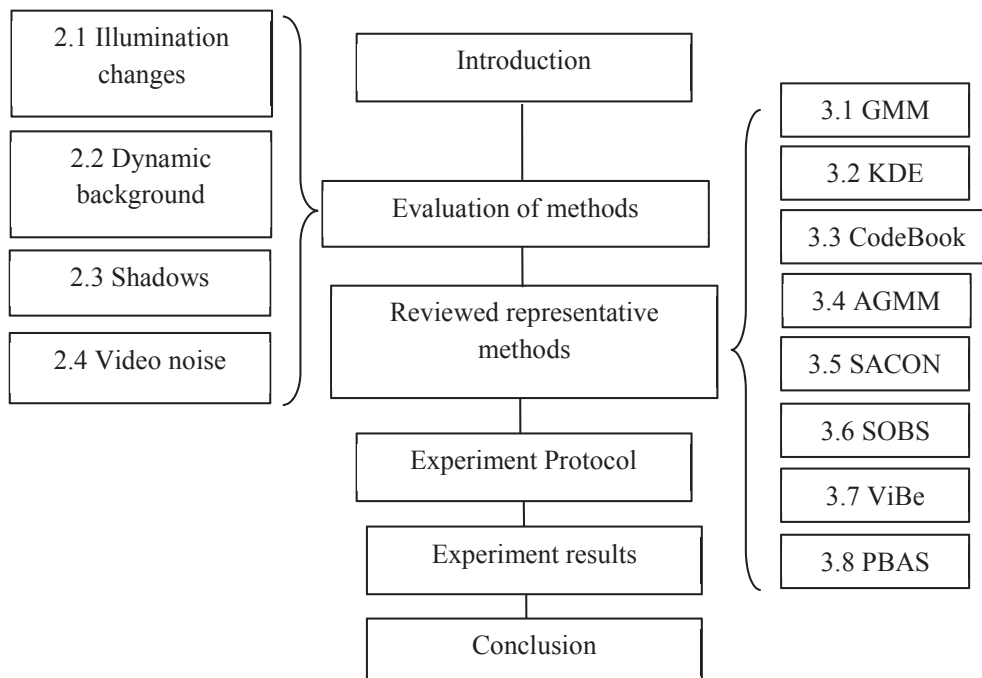 2.1 Illumination
changes
2.2 Dynamic
background
2.3 Shadows
2.4 Video noise
Introduction
Evaluation of methods
Reviewed representative
methods
Experiment Protocol
Experiment results
Conclusion
3.1 GMM
3.2 KDE
3.3 CodeBook
3.4 AGMM
3.5 SACON
3.6 SOBS
3.7 ViBe
3.8 PBAS